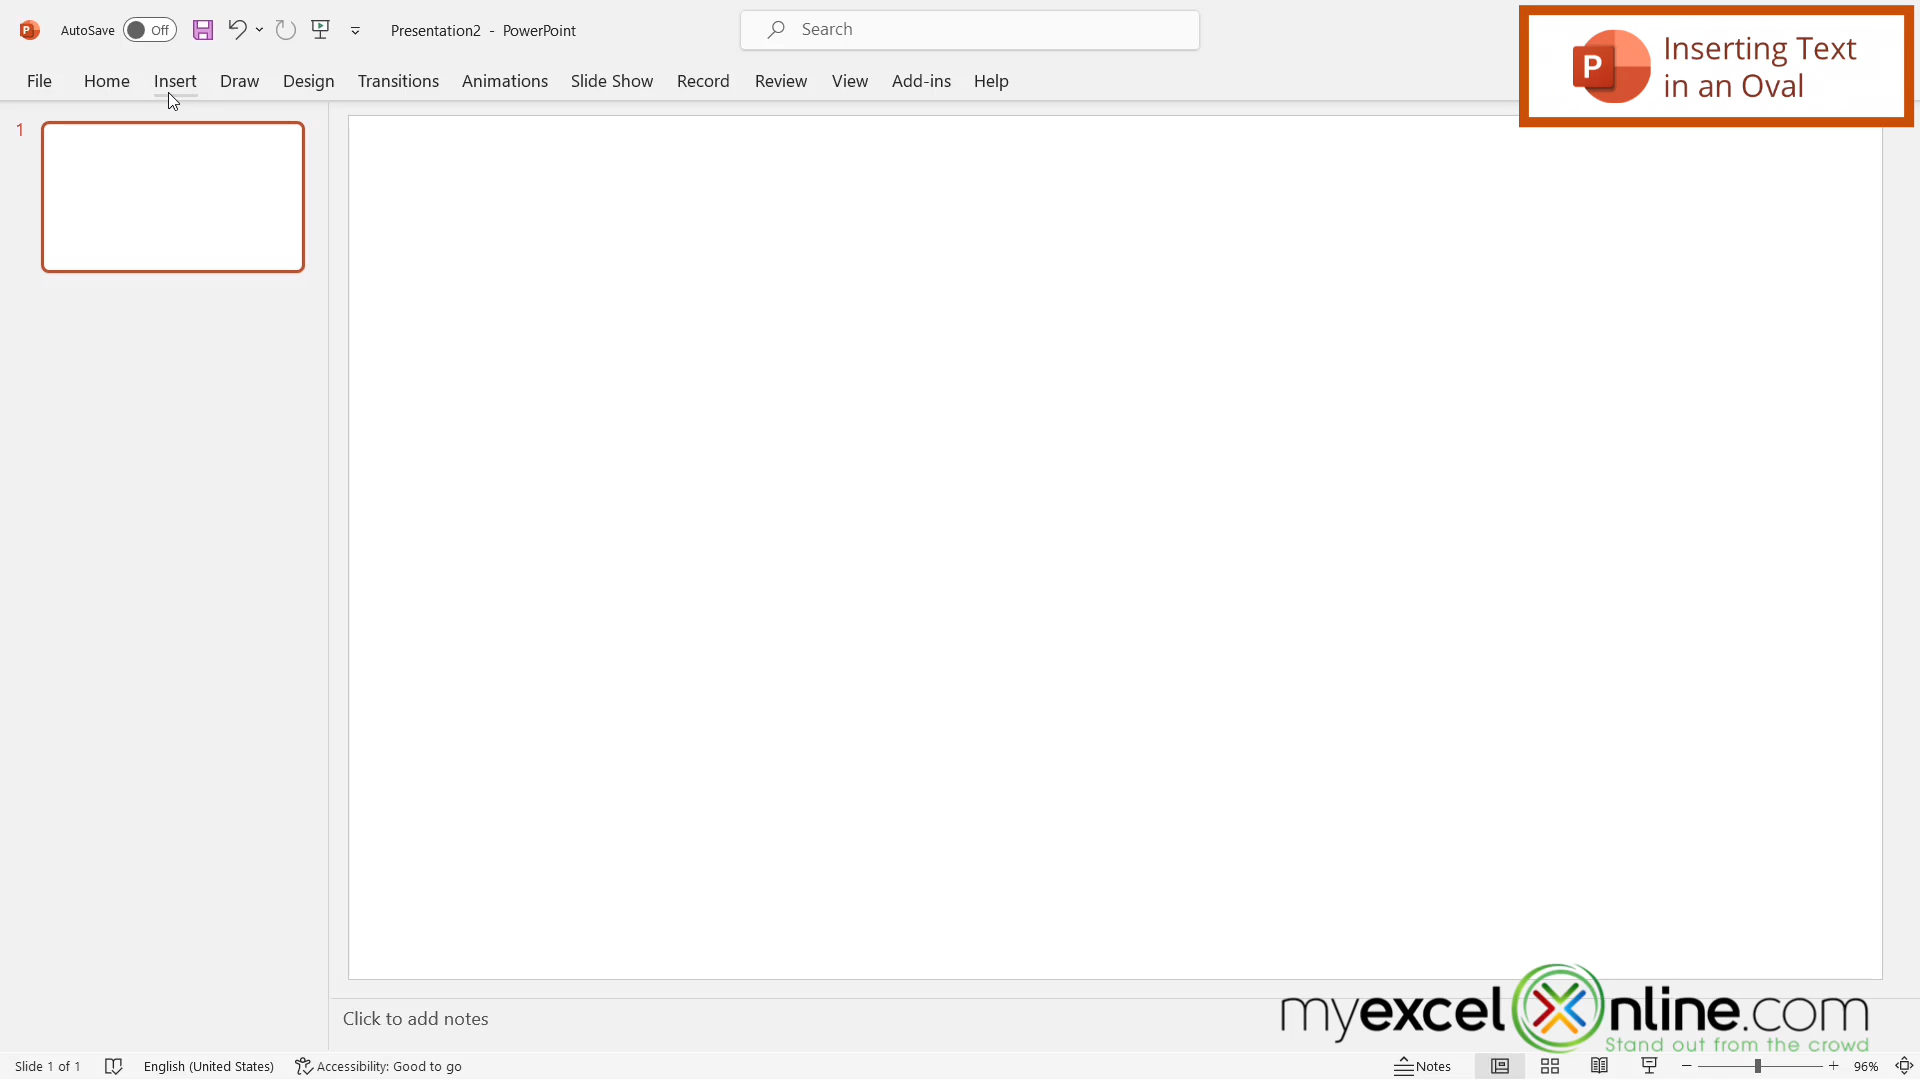 AutoSave Off Presentation2 - PowerPoint Search
File Home Insert Draw Design Transitions Animations Slide Show Record Review View Add-ins Help
P Inserting Text
in an Oval
1
Click to add notes
myexcelonline.com
Stand out from the crowd
Slide 1 of 1 English (United States) Accessibility: Good to go Notes 96%